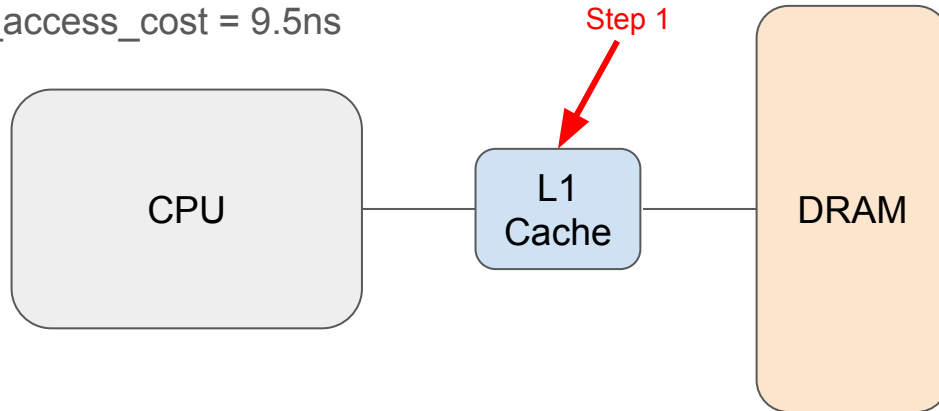 _access_cost = 9.5ns
Step 1
CPU
L1
Cache
DRAM